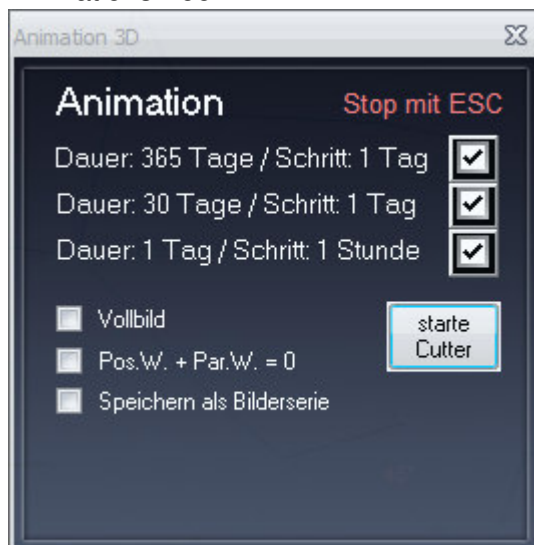 Animation 3D
Animation
Stop mit ESC
Dauer: 365 Tage / Schritt: 1 Tag
Dauer: 30 Tage / Schritt: 1 Tag
Dauer: 1 Tag / Schritt: 1 Stunde
Vollbild
Pos.W. + Par.W. = 0
Speichern als Bilderserie
starte
Cutter